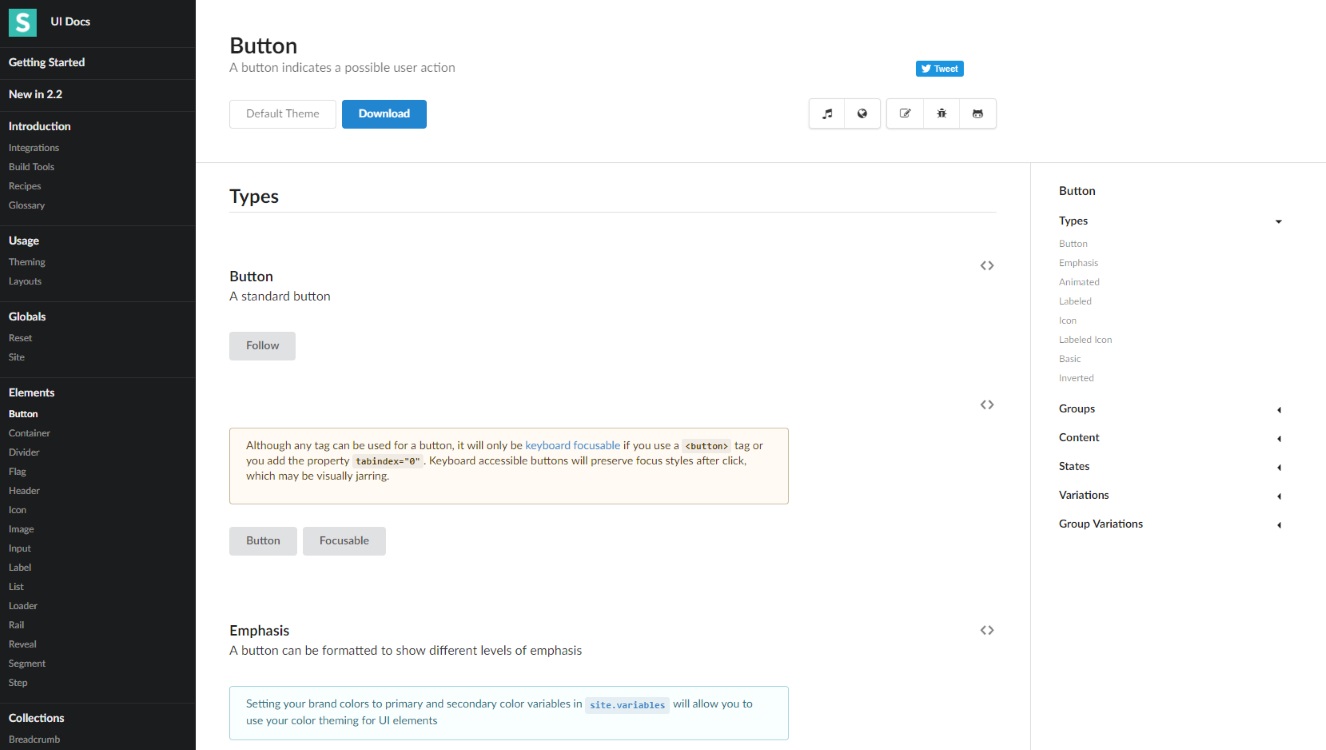 S UI Docs
Getting Started
New in 2.2
Introduction
Integrations
Build Tools
Recipes
Glossary
Usage
Theming
Layouts
Globals
Reset
Site
Elements
Button
Container
Divider
Flag
Header
Icon
Image
Input
Label
List
Loader
Rail
Reveal
Segment
Step
Collections
Breadcrumb
Button
A button indicates a possible user action
Tweet
Default Theme
Download
Types
Button
A standard button
Follow
Although any tag can be used for a button, it will only be keyboard focusable if you use a <button> tag or
you add the property tabindex="0". Keyboard accessible buttons will preserve focus styles after click,
which may be visually jarring.
Button
Focusable
Emphasis
A button can be formatted to show different levels of emphasis
Setting your brand colors to primary and secondary color variables in site.variables will allow you to
use your color theming for UI elements
Button
Types
Button
Emphasis
Animated
Labeled
Icon
Labeled Icon
Basic
Inverted
Groups
Content
States
Variations
Group Variations